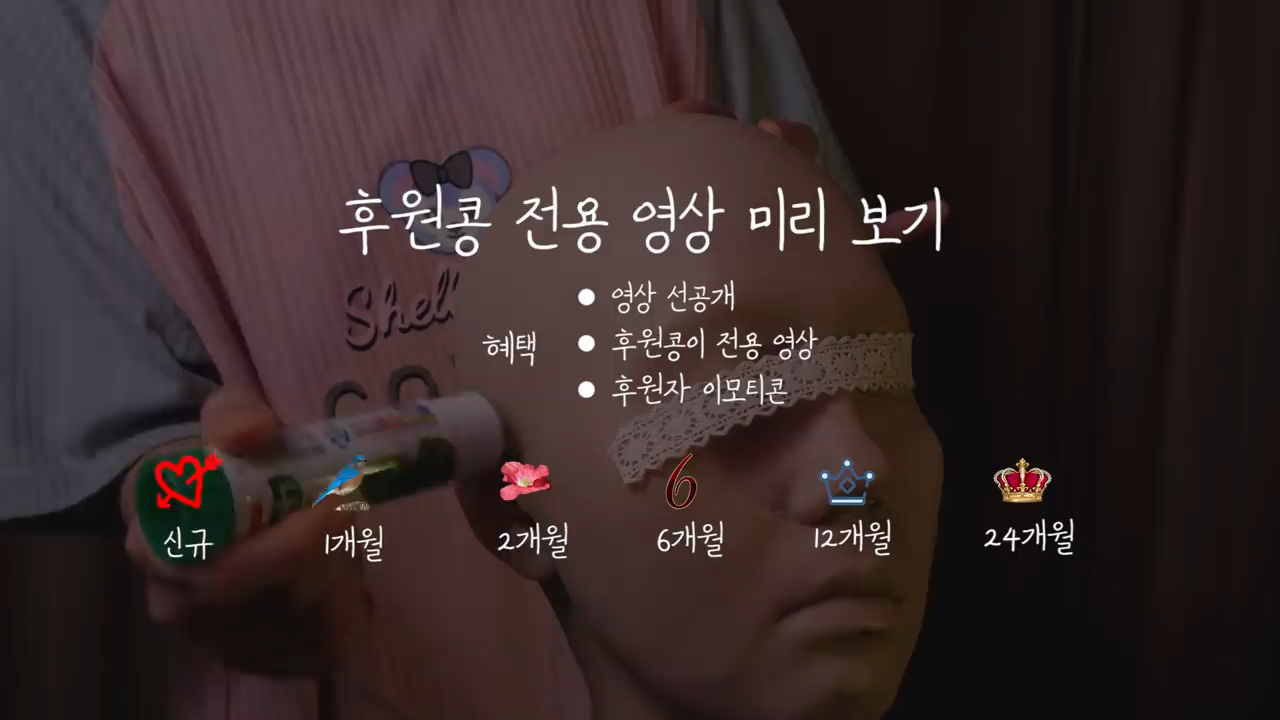 후원콩 전용 영상 미리 보기
Shell
혜택
● 영상 선공개
● 후원콩이 전용 영상
● 후원자 이모티콘
6
신규 1개월 2개월 6개월 12개월 24개월